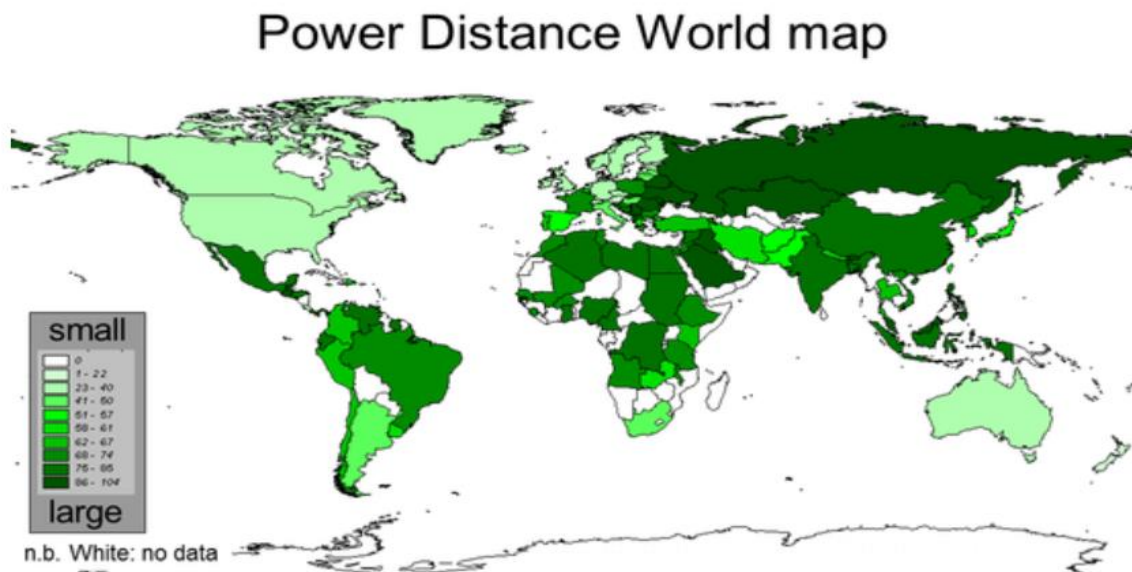 Power Distance World map
small
0
1 - 22
23 - 40
41 - 50
51 - 57
58 - 61
62 - 67
68 - 74
75 - 85
86 - 104
large
n.b. White: no data